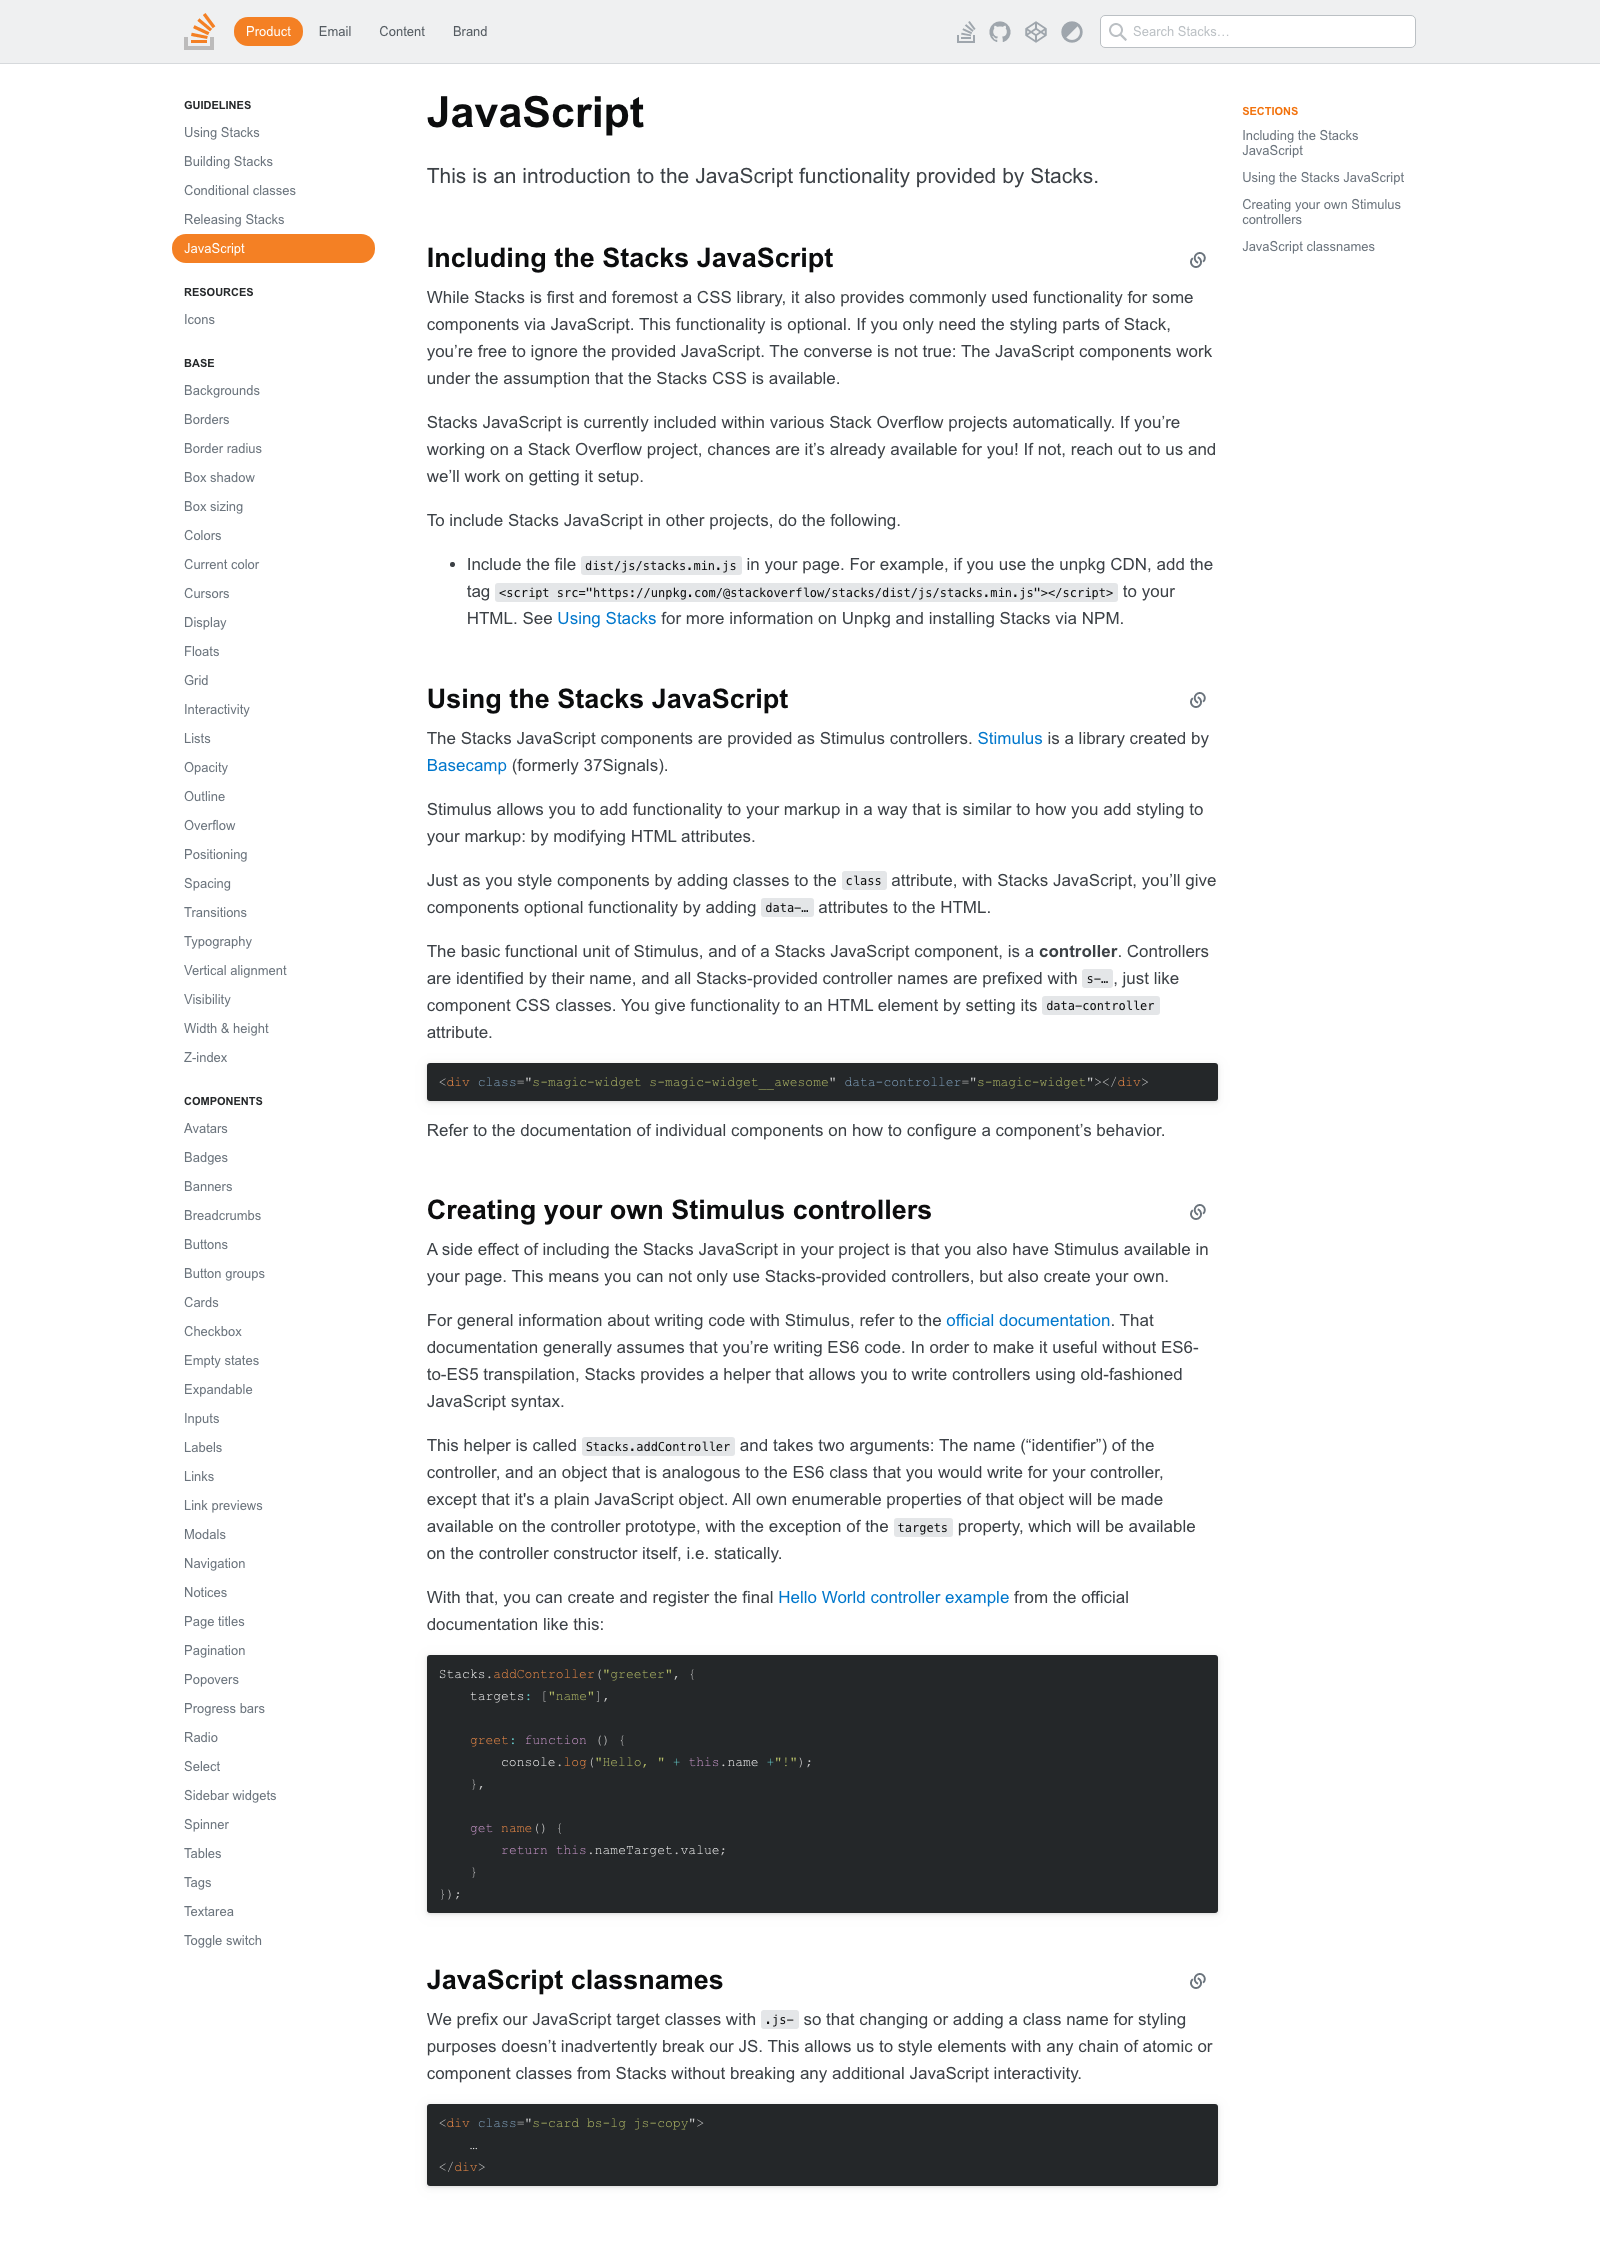 Product
Email
Content
Brand
Search Stacks…
GUIDELINES
Using Stacks
Building Stacks
Conditional classes
Releasing Stacks
JavaScript
RESOURCES
Icons
BASE
Backgrounds
Borders
Border radius
Box shadow
Box sizing
Colors
Current color
Cursors
Display
Floats
Grid
Interactivity
Lists
Opacity
Outline
Overflow
Positioning
Spacing
Transitions
Typography
Vertical alignment
Visibility
Width & height
Z-index
COMPONENTS
Avatars
Badges
Banners
Breadcrumbs
Buttons
Button groups
Cards
Checkbox
Empty states
Expandable
Inputs
Labels
Links
Link previews
Modals
Navigation
Notices
Page titles
Pagination
Popovers
Progress bars
Radio
Select
Sidebar widgets
Spinner
Tables
Tags
Textarea
Toggle switch
JavaScript
This is an introduction to the JavaScript functionality provided by Stacks.
Including the Stacks JavaScript
While Stacks is first and foremost a CSS library, it also provides commonly used functionality for some
components via JavaScript. This functionality is optional. If you only need the styling parts of Stack,
you’re free to ignore the provided JavaScript. The converse is not true: The JavaScript components work
under the assumption that the Stacks CSS is available.
Stacks JavaScript is currently included within various Stack Overflow projects automatically. If you’re
working on a Stack Overflow project, chances are it’s already available for you! If not, reach out to us and
we’ll work on getting it setup.
To include Stacks JavaScript in other projects, do the following.
• Include the file dist/js/stacks.min.js in your page. For example, if you use the unpkg CDN, add the
tag <script src="https://unpkg.com/@stackoverflow/stacks/dist/js/stacks.min.js"></script> to your
HTML. See Using Stacks for more information on Unpkg and installing Stacks via NPM.
Using the Stacks JavaScript
The Stacks JavaScript components are provided as Stimulus controllers. Stimulus is a library created by
Basecamp (formerly 37Signals).
Stimulus allows you to add functionality to your markup in a way that is similar to how you add styling to
your markup: by modifying HTML attributes.
Just as you style components by adding classes to the class attribute, with Stacks JavaScript, you’ll give
components optional functionality by adding data-… attributes to the HTML.
The basic functional unit of Stimulus, and of a Stacks JavaScript component, is a controller. Controllers
are identified by their name, and all Stacks-provided controller names are prefixed with s-…, just like
component CSS classes. You give functionality to an HTML element by setting its data-controller
attribute.
<div class="s-magic-widget s-magic-widget__awesome" data-controller="s-magic-widget"></div>
Refer to the documentation of individual components on how to configure a component’s behavior.
Creating your own Stimulus controllers
A side effect of including the Stacks JavaScript in your project is that you also have Stimulus available in
your page. This means you can not only use Stacks-provided controllers, but also create your own.
For general information about writing code with Stimulus, refer to the official documentation. That
documentation generally assumes that you’re writing ES6 code. In order to make it useful without ES6-
to-ES5 transpilation, Stacks provides a helper that allows you to write controllers using old-fashioned
JavaScript syntax.
This helper is called Stacks.addController and takes two arguments: The name (“identifier”) of the
controller, and an object that is analogous to the ES6 class that you would write for your controller,
except that it's a plain JavaScript object. All own enumerable properties of that object will be made
available on the controller prototype, with the exception of the targets property, which will be available
on the controller constructor itself, i.e. statically.
With that, you can create and register the final Hello World controller example from the official
documentation like this:
Stacks.addController("greeter", {
    targets: ["name"],
    greet: function () {
        console.log("Hello, " + this.name +"!");
    },
    get name() {
        return this.nameTarget.value;
    }
});
JavaScript classnames
We prefix our JavaScript target classes with .js- so that changing or adding a class name for styling
purposes doesn’t inadvertently break our JS. This allows us to style elements with any chain of atomic or
component classes from Stacks without breaking any additional JavaScript interactivity.
<div class="s-card bs-lg js-copy">
    …
</div>
SECTIONS
Including the Stacks
JavaScript
Using the Stacks JavaScript
Creating your own Stimulus
controllers
JavaScript classnames